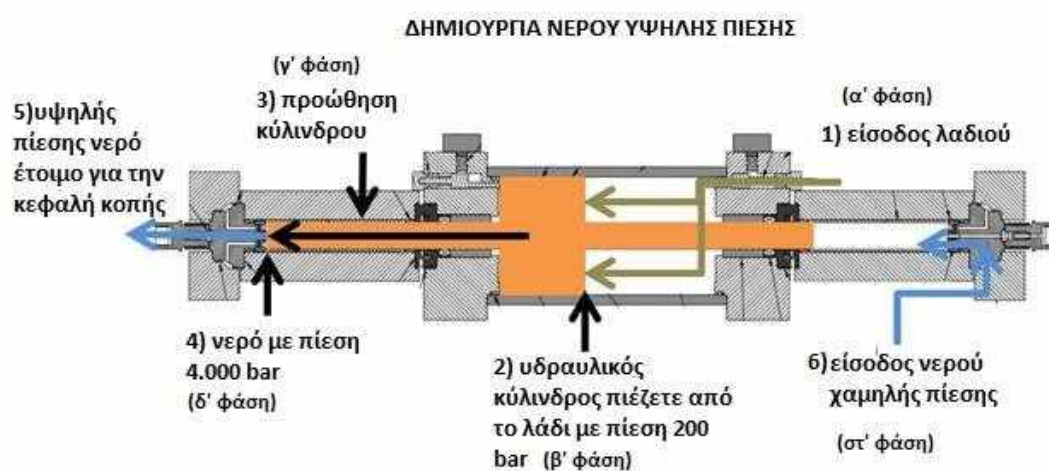 ΔΗΜΙΟΥΡΓΙΑ ΝΕΡΟΥ ΥΨΗΛΗΣ ΠΙΕΣΗΣ
(γ' φάση)
3) προώθηση
κύλινδρου
5)υψηλής
πίεσης νερό
έτοιμο για την
κεφαλή κοπής
(α' φάση)
1) είσοδος λαδιού
4) νερό με πίεση
4.000 bar
(δ' φάση)
2) υδραυλικός
κύλινδρος πιέζετε από
το λάδι με πίεση 200
bar (β' φάση)
6)είσοδος νερού
χαμηλής πίεσης
(στ' φάση)